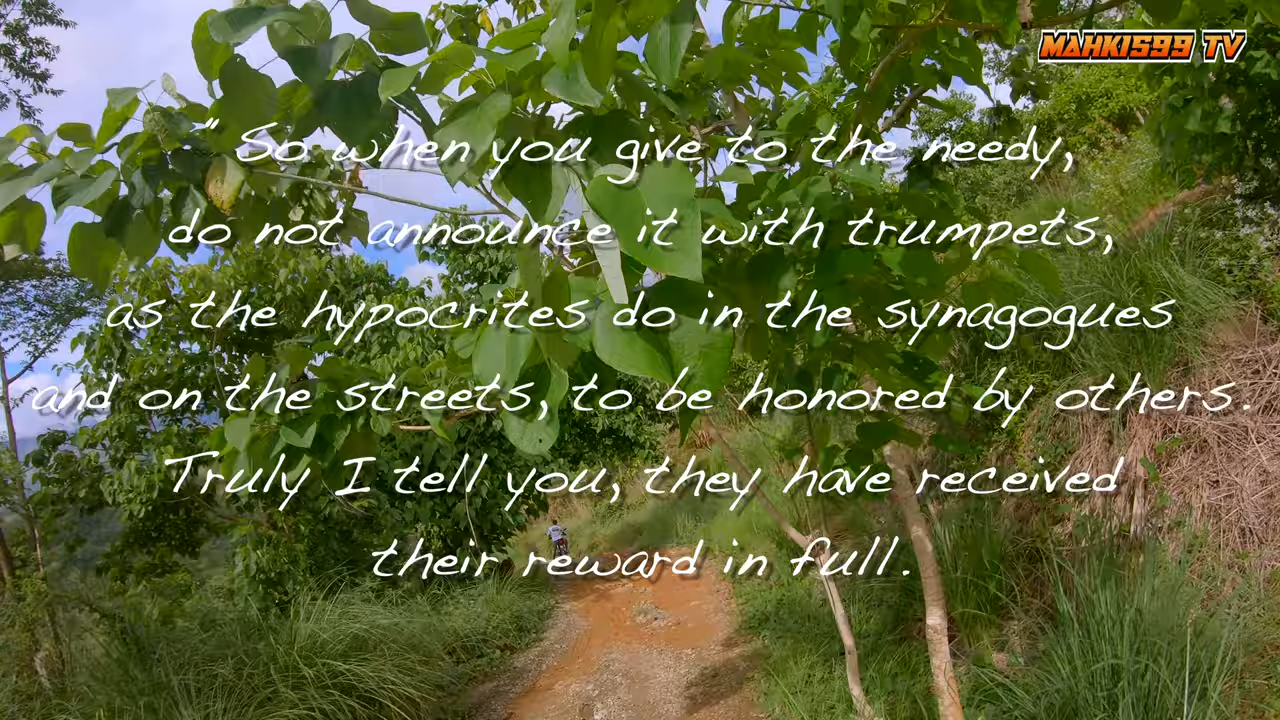 MAHKIS99 TV
" So when you give to the needy,
do not announce it with trumpets,
as the hypocrites do in the synagogues
and on the streets, to be honored by others.
Truly I tell you, they have received
their reward in full.